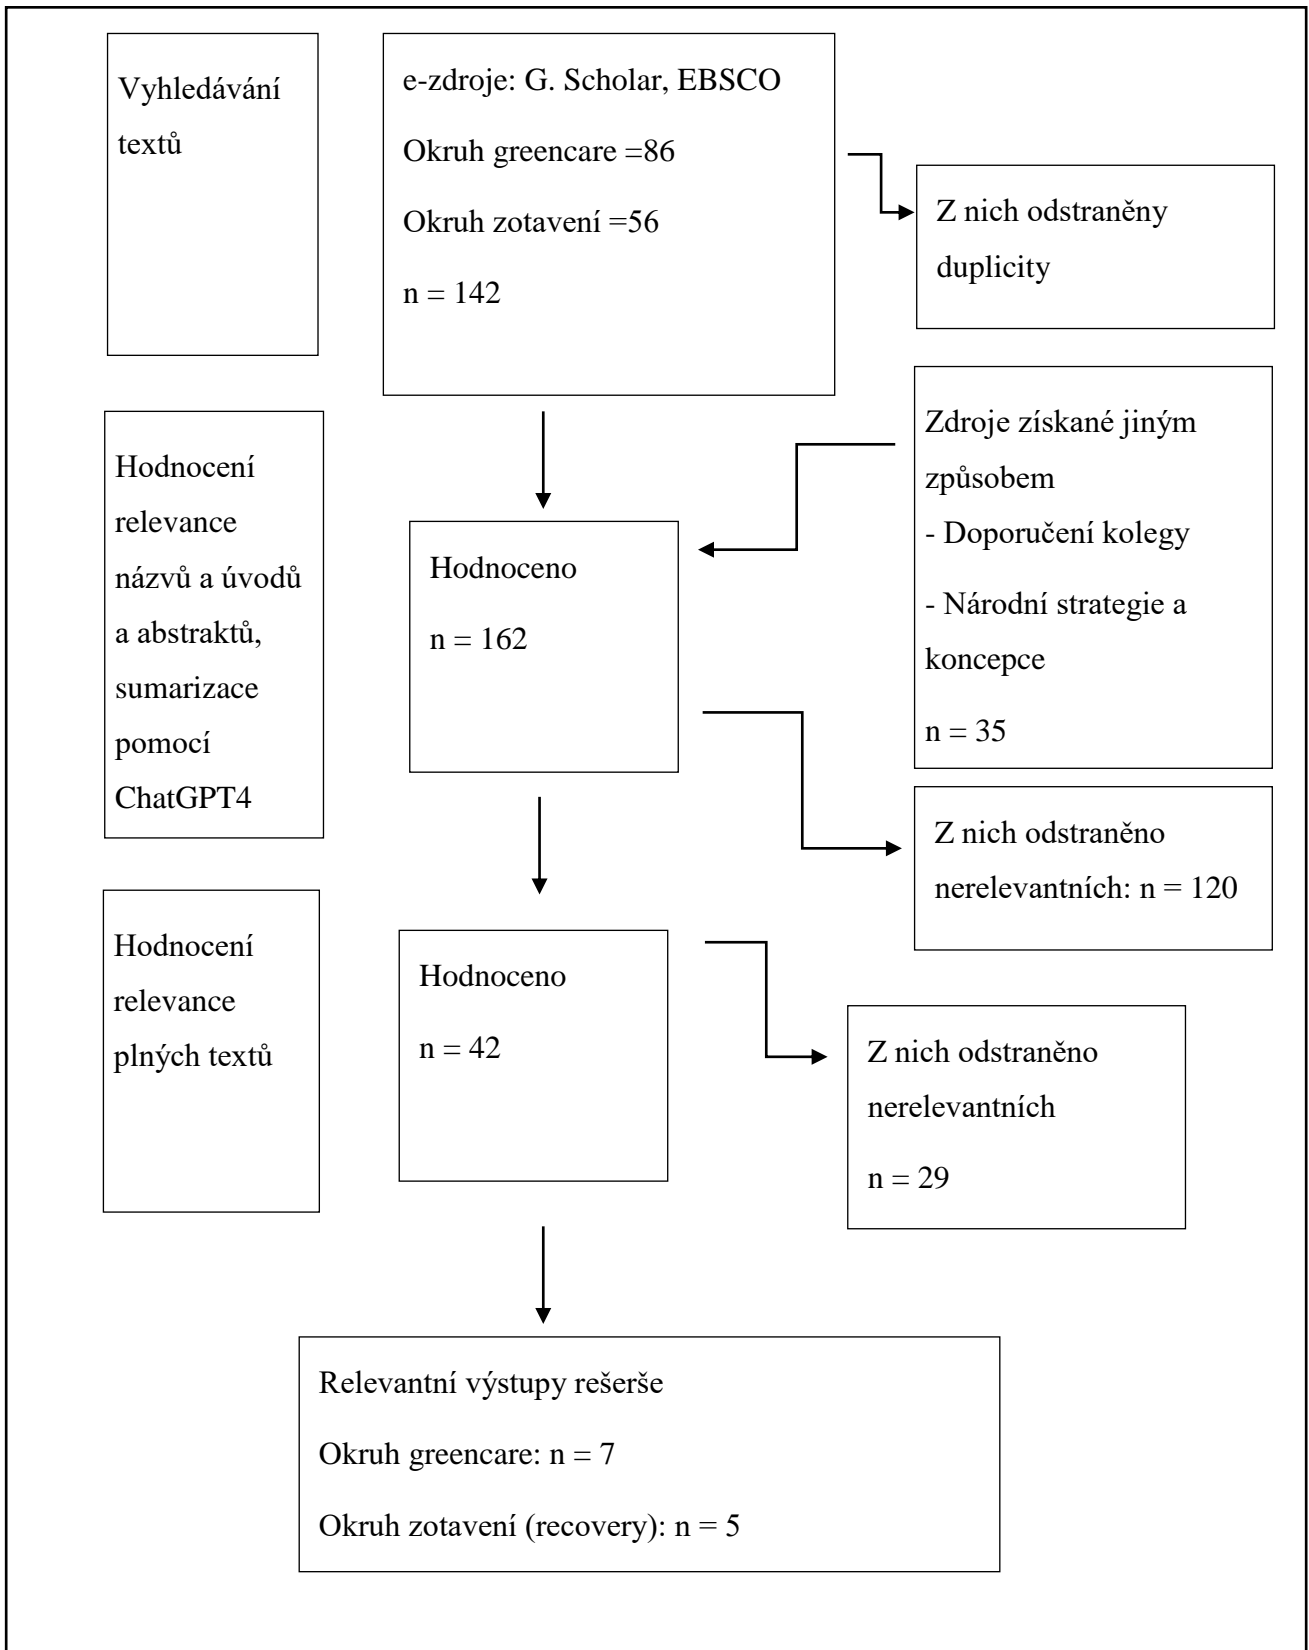 Vyhledávání
textů
e-zdroje: G. Scholar, EBSCO
Okruh greencare =86
Okruh zotavení =56
n = 142
Z nich odstraněny
duplicity
Zdroje získané jiným
způsobem
- Doporučení kolegy
- Národní strategie a
koncepce
n = 35
Hodnocení
relevance
názvů a úvodů
a abstraktů,
sumarizace
pomocí
ChatGPT4
Hodnoceno
n = 162
Z nich odstraněno
nerelevantních: n = 120
Hodnocení
relevance
plných textů
Hodnoceno
n = 42
Z nich odstraněno
nerelevantních
n = 29
Relevantní výstupy rešerše
Okruh greencare: n = 7
Okruh zotavení (recovery): n = 5